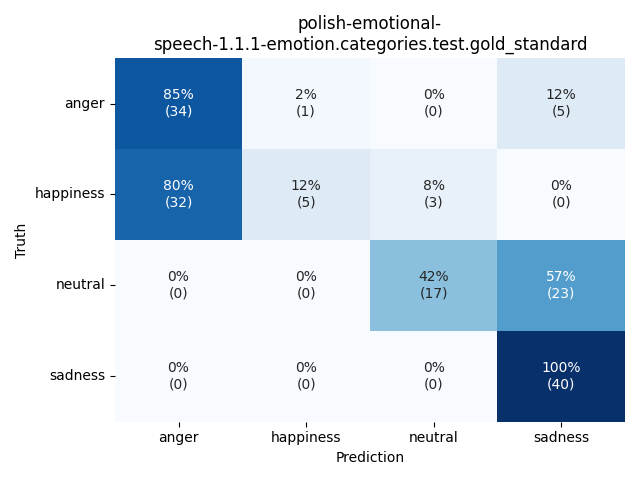 polish-emotional-
speech-1.1.1-emotion.categories.test.gold_standard
Truth
anger
85%
(34)
2%
(1)
0%
(0)
12%
(5)
happiness
80%
(32)
12%
(5)
8%
(3)
0%
(0)
neutral
0%
(0)
0%
(0)
42%
(17)
57%
(23)
sadness
0%
(0)
0%
(0)
0%
(0)
100%
(40)
anger
happiness
neutral
sadness
Prediction